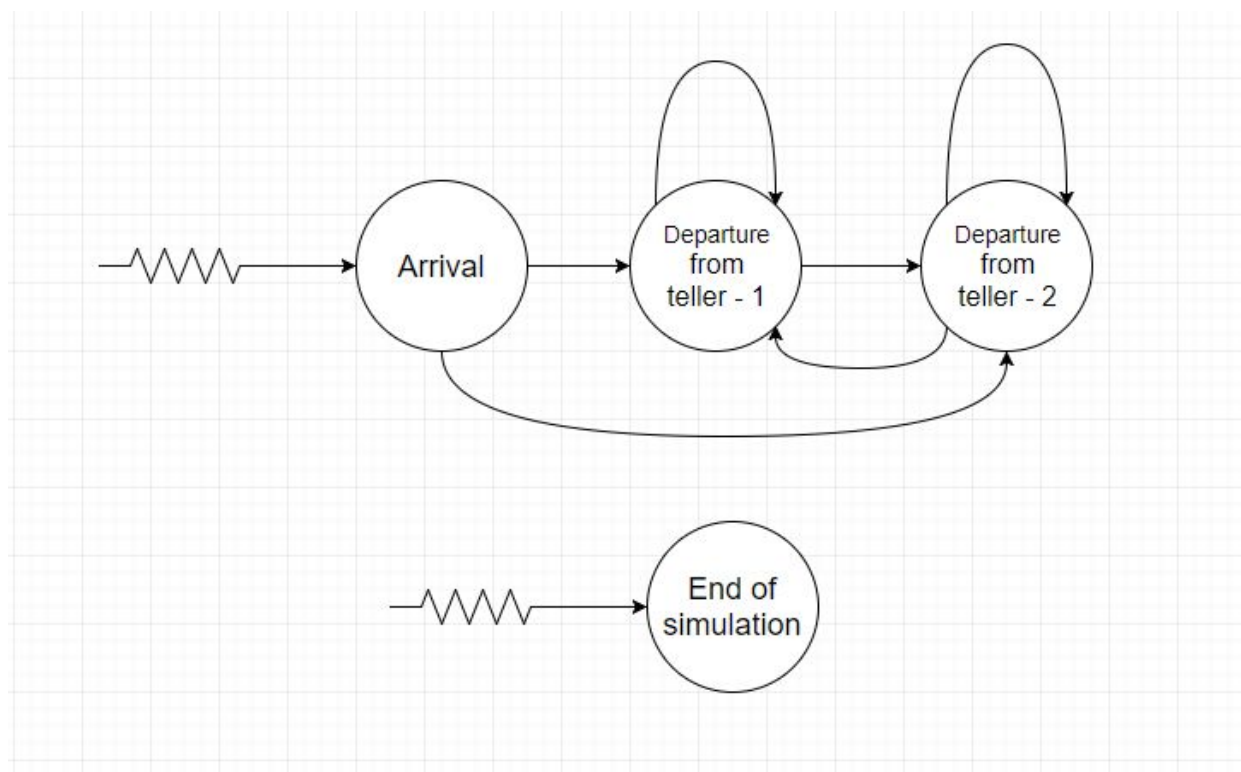 Arrival
Departure
from
teller - 1
Departure
from
teller - 2
End of
simulation